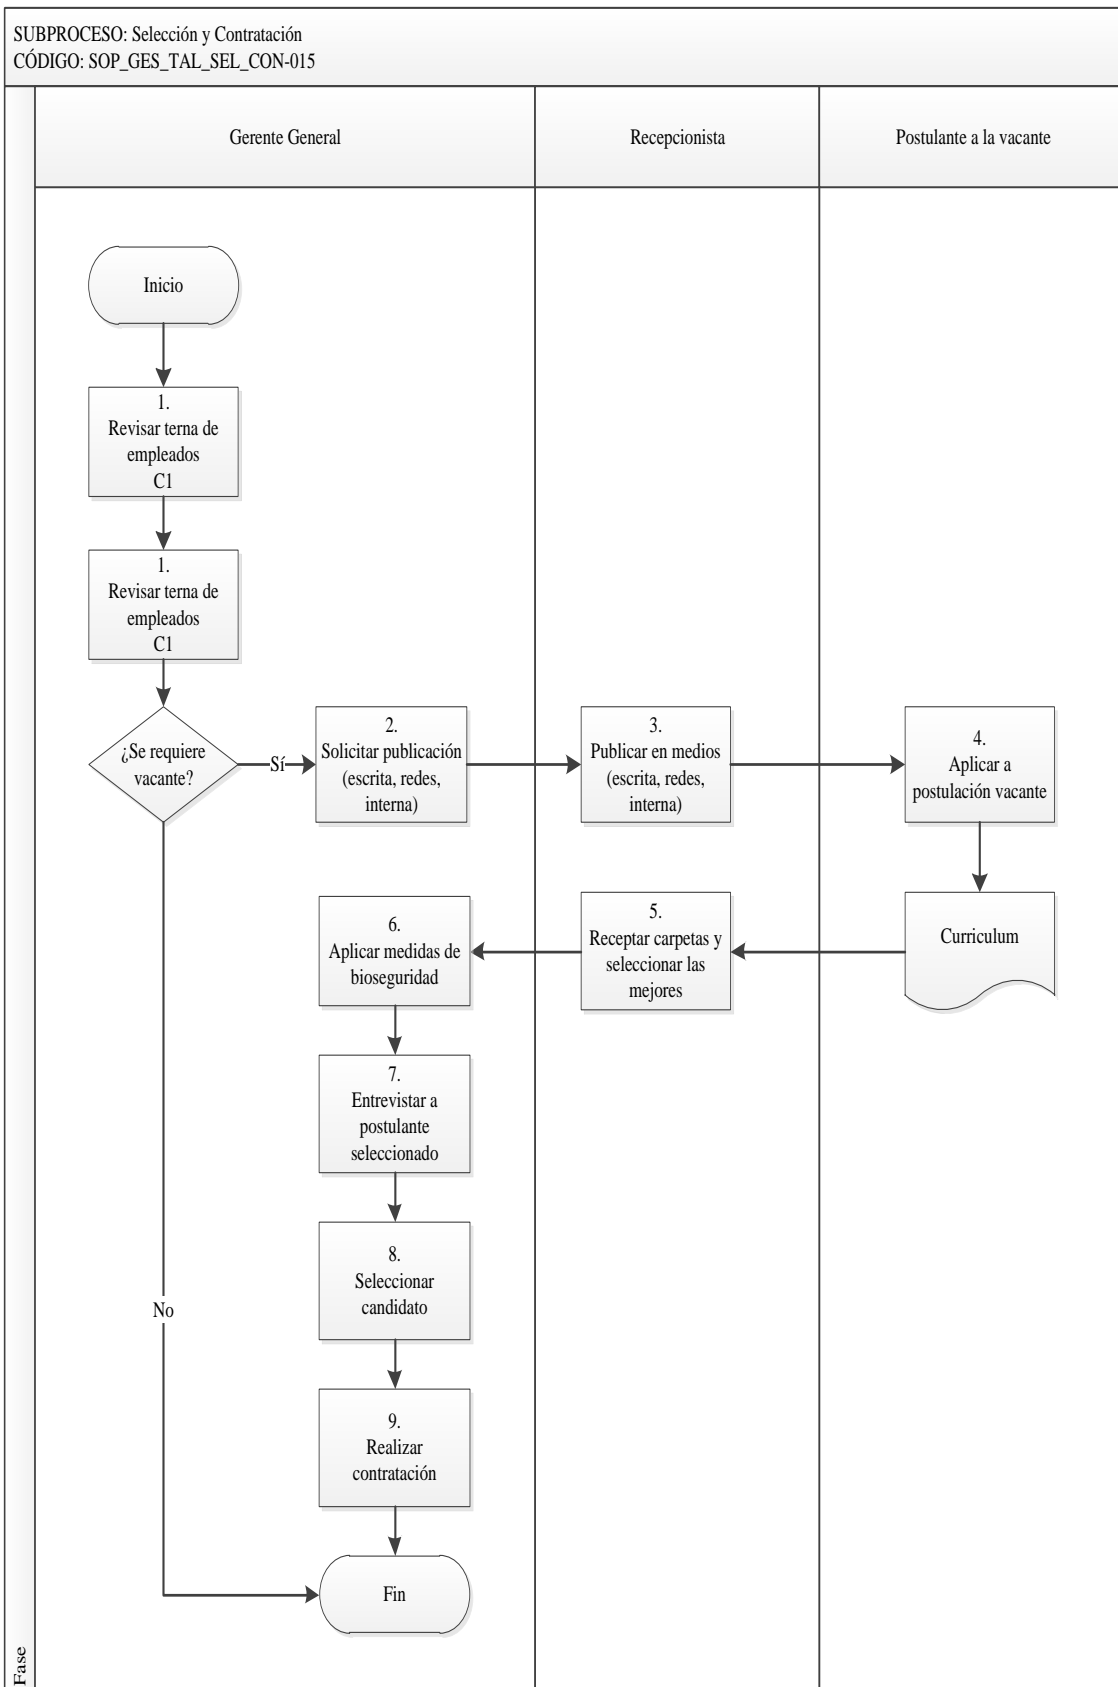 SUBPROCESO: Selección y Contratación
CÓDIGO: SOP_GES_TAL_SEL_CON-015
Gerente General
Recepcionista
Postulante a la vacante
Inicio
1.
Revisar terna de
empleados
C1
1.
Revisar terna de
empleados
C1
¿Se requiere
vacante?
Sí
2.
Solicitar publicación
(escrita, redes,
interna)
3.
Publicar en medios
(escrita, redes,
interna)
4.
Aplicar a
postulación vacante
Curriculum
5.
Receptar carpetas y
seleccionar las
mejores
6.
Aplicar medidas de
bioseguridad
7.
Entrevistar a
postulante
seleccionado
8.
Seleccionar
candidato
No
9.
Realizar
contratación
Fin
Fase